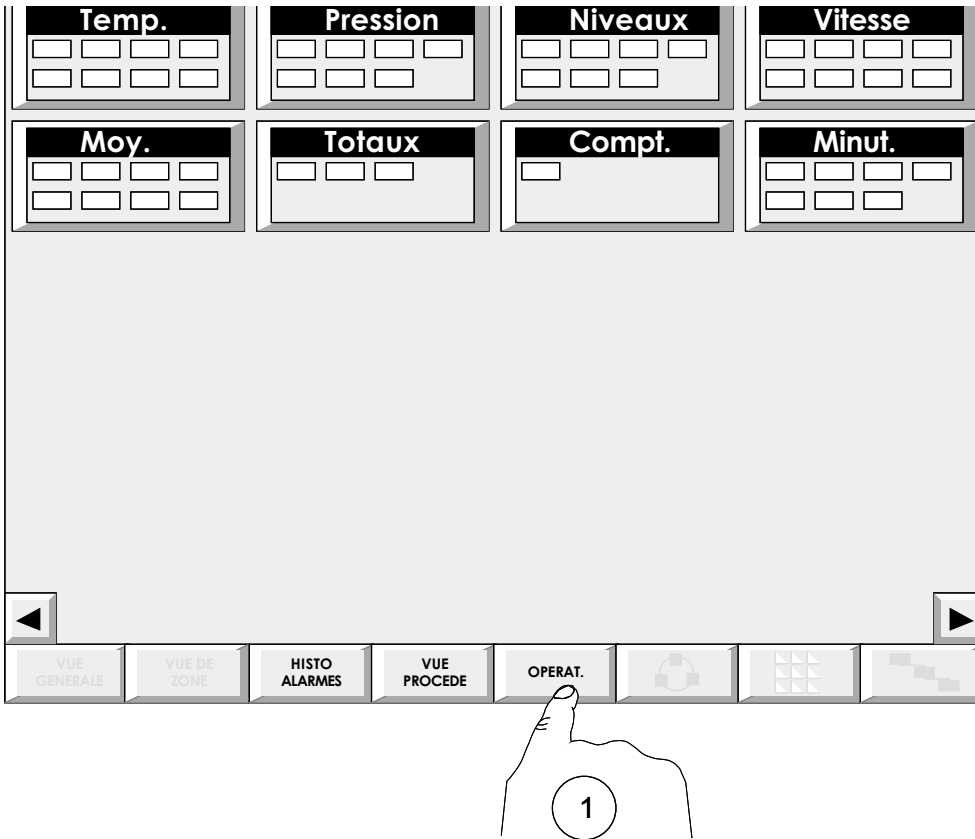 Temp. Pression Niveaux Vitesse
Moy. Totaux Compt. Minut.
VUE GENERALE
VUE DE ZONE
HISTO ALARMES
VUE PROCEDE
OPERAT.
1